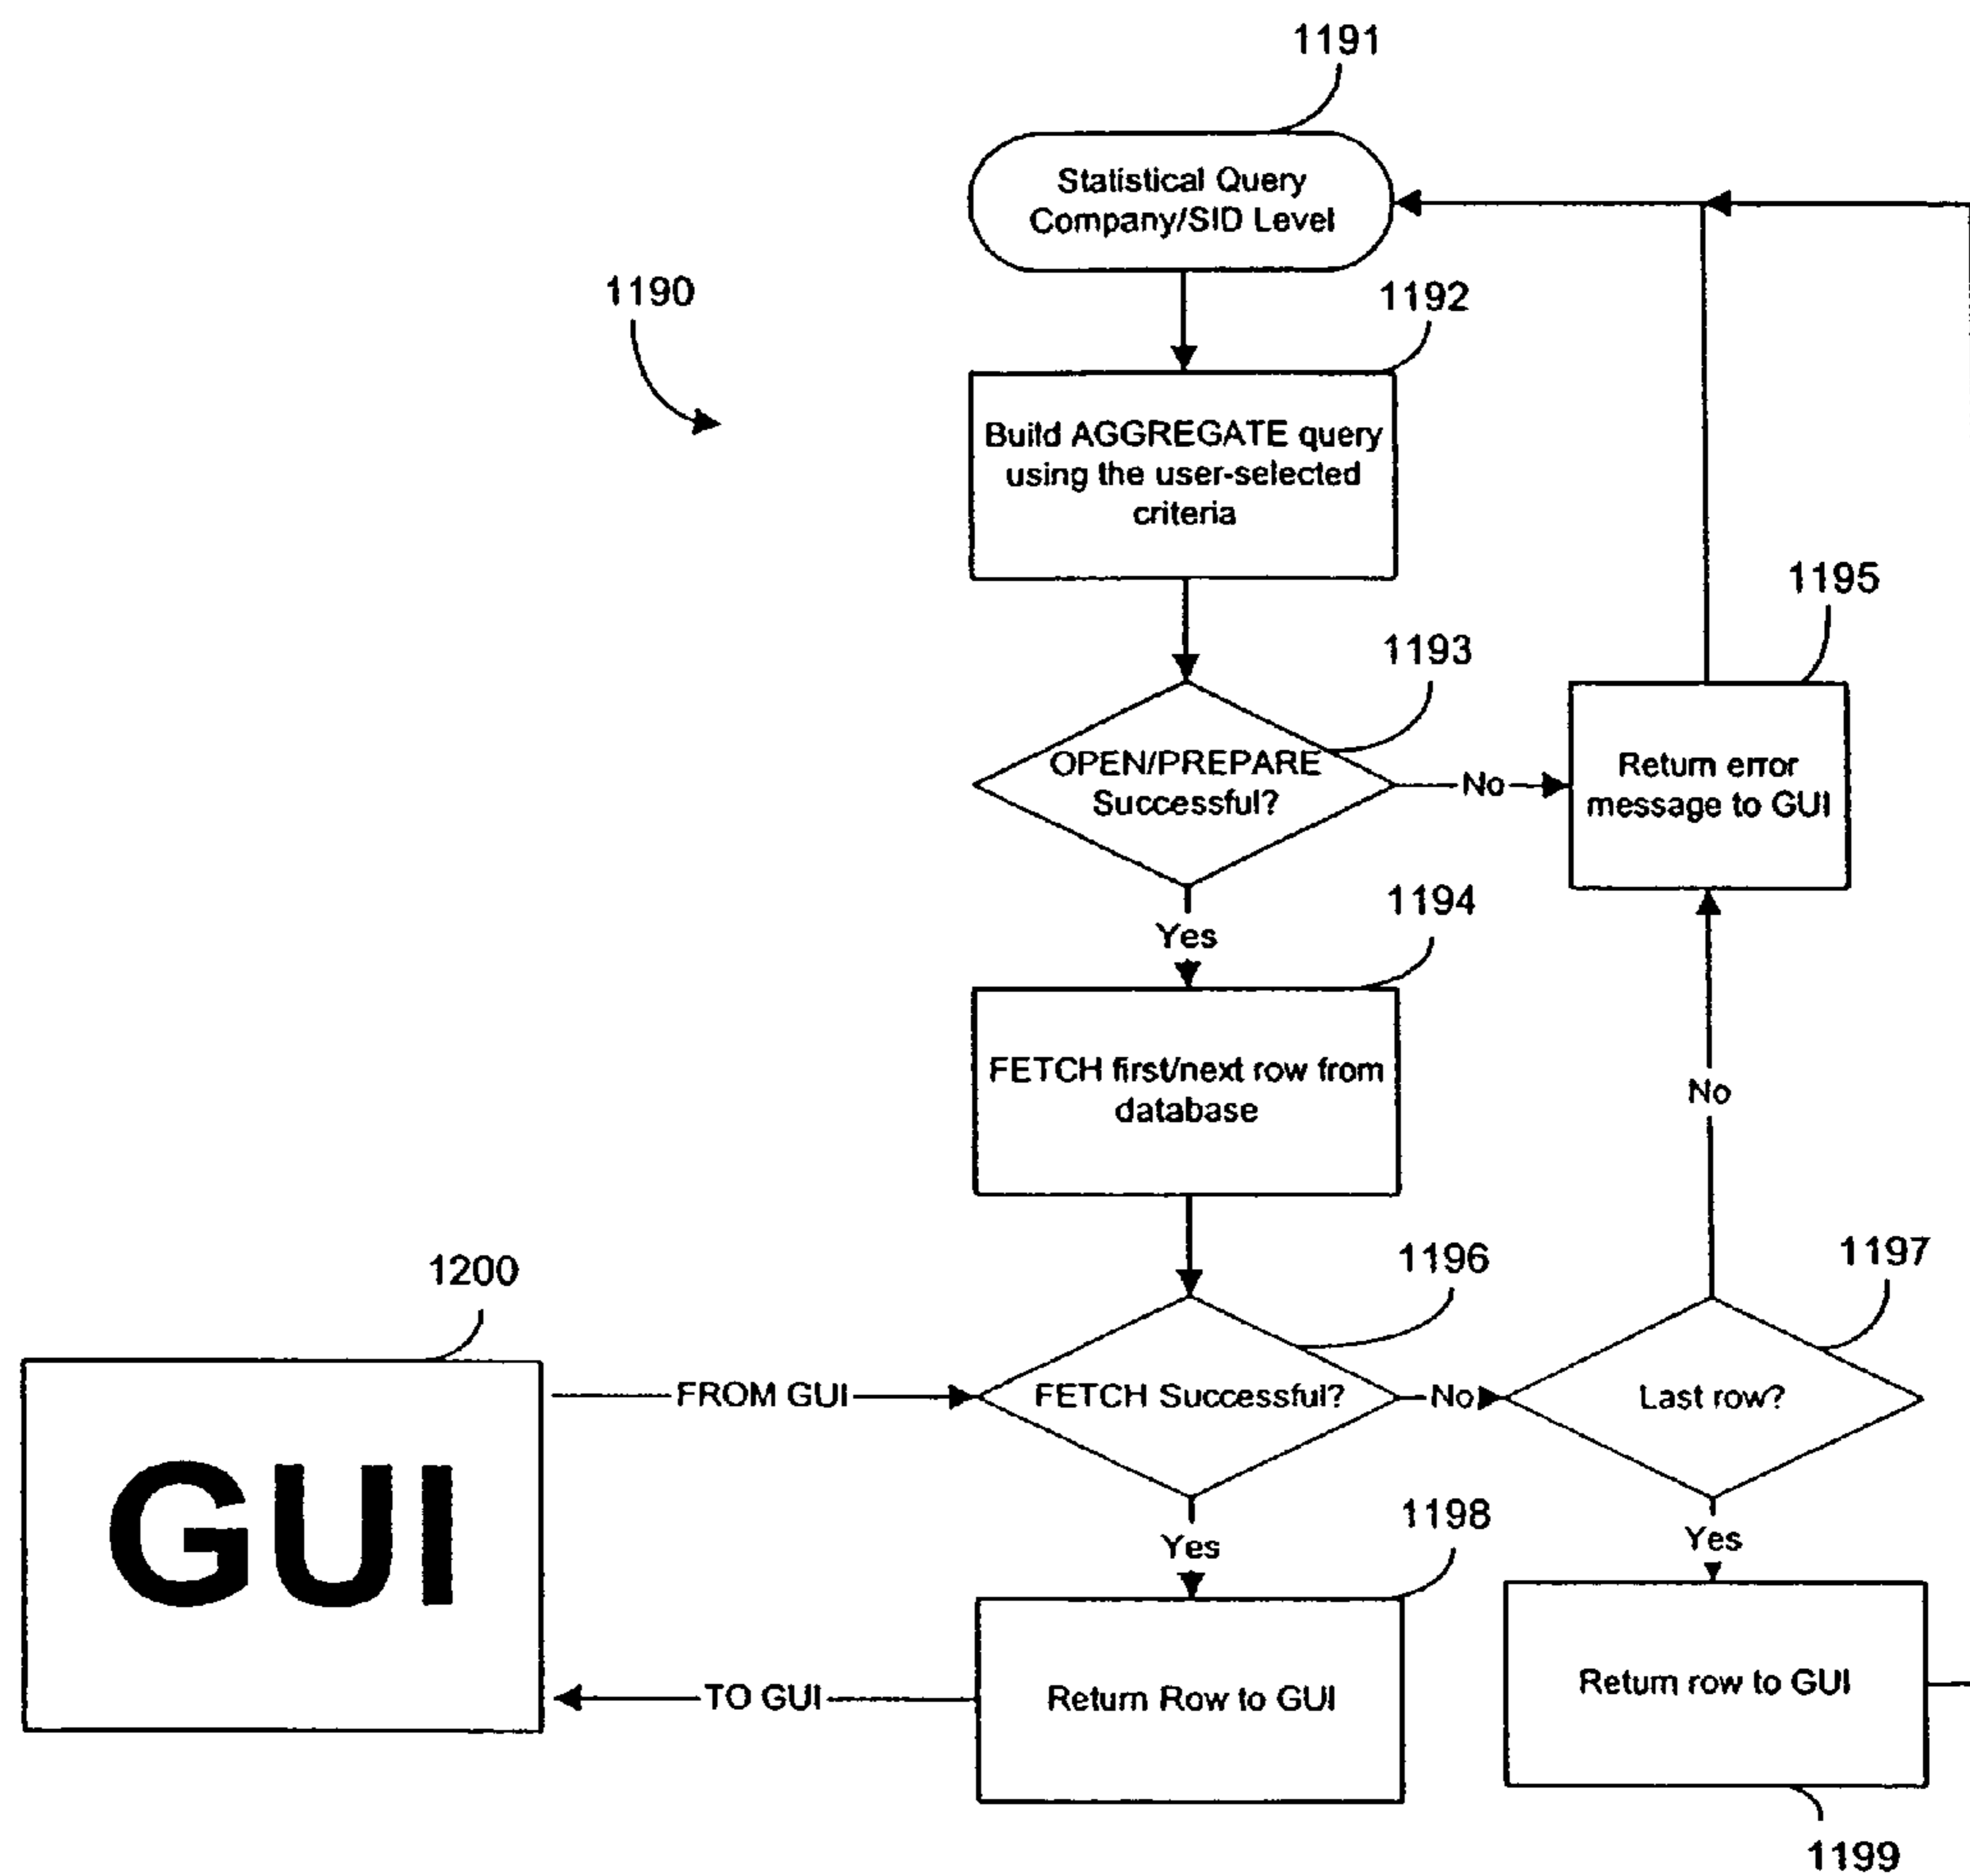 1191
Statistical Query
Company/SID Level
1190
1192
Build AGGREGATE query
using the user-selected
criteria
1195
1193
OPEN/PREPARE
Successful?
No
Return error
message to GUI
1194
Yes
FETCH first/next row from
database
No
1200
1196
1197
FROM GUI
FETCH Successful?
No
Last row?
GUI
1198
Yes
Yes
TO GUI
Return Row to GUI
Return row to GUI
1199